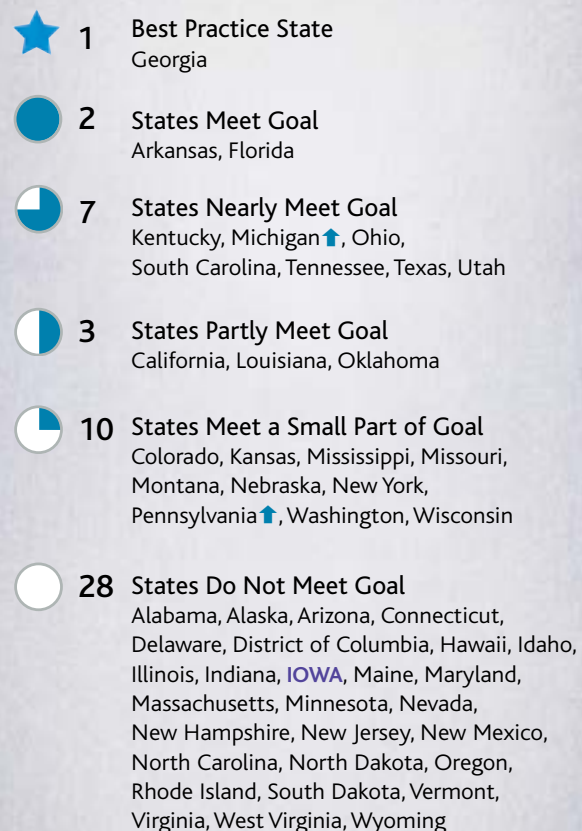 1 Best Practice State
Georgia
2 States Meet Goal
Arkansas, Florida
7 States Nearly Meet Goal
Kentucky, Michigan⬆, Ohio,
South Carolina, Tennessee, Texas, Utah
3 States Partly Meet Goal
California, Louisiana, Oklahoma
10 States Meet a Small Part of Goal
Colorado, Kansas, Mississippi, Missouri,
Montana, Nebraska, New York,
Pennsylvania⬆, Washington, Wisconsin
28 States Do Not Meet Goal
Alabama, Alaska, Arizona, Connecticut,
Delaware, District of Columbia, Hawaii, Idaho,
Illinois, Indiana, IOWA, Maine, Maryland,
Massachusetts, Minnesota, Nevada,
New Hampshire, New Jersey, New Mexico,
North Carolina, North Dakota, Oregon,
Rhode Island, South Dakota, Vermont,
Virginia, West Virginia, Wyoming